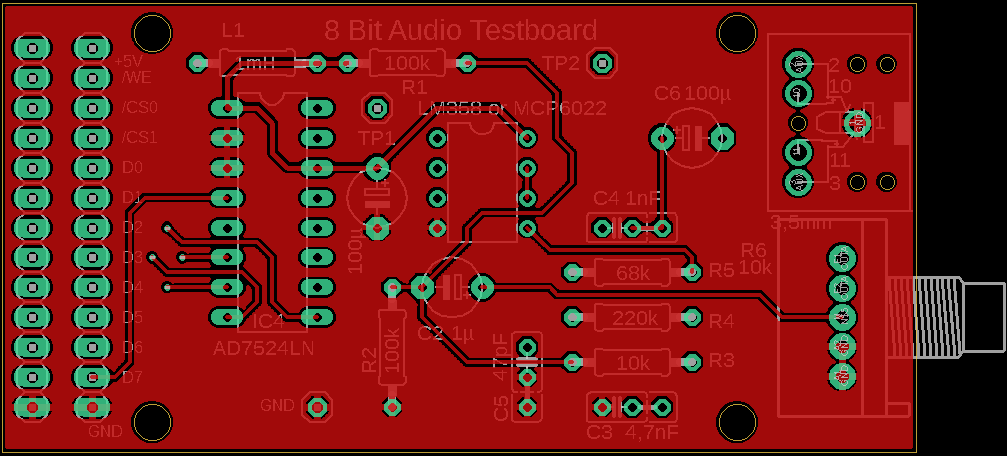 8 Bit Audio Testboard
L1
1mH
100k
R1
TP2
+5V
/WE
/CS0
/CS1
D0
D1
D2
D3
D4
D5
D6
D7
GND
TP1
LM358 or MCP6022
C6 100µ
2
10
1
11
3
3,5mm
100µ
C4 1nF
R6
10k
68k
R5
220k
R4
10k
R3
IC4
AD7524LN
C2 1µ
R2
100k
47pF
C5
GND
C3 4,7nF